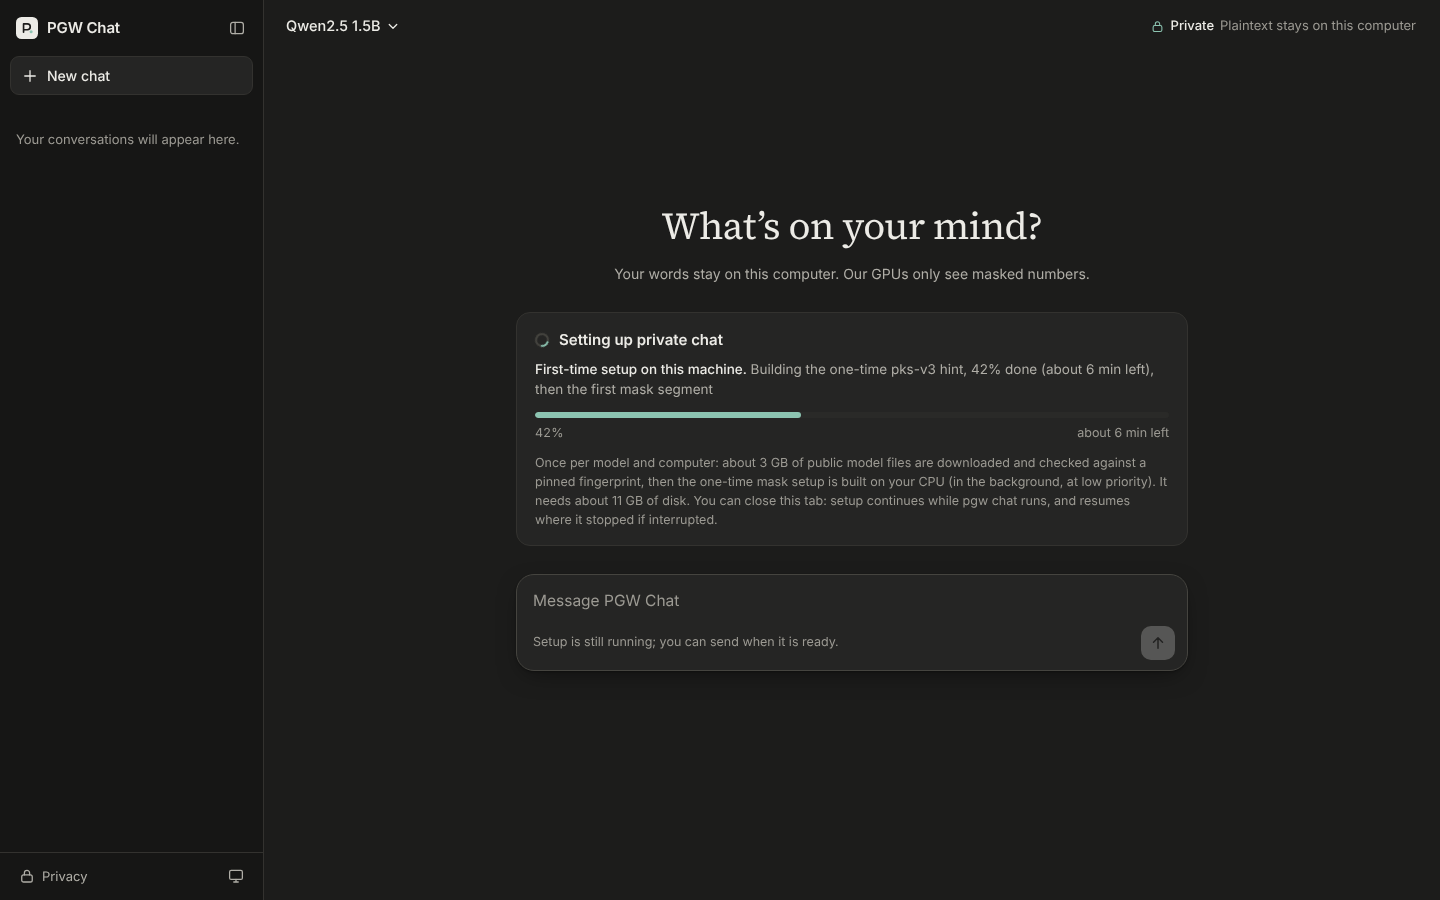 PGW Chat
New chat
Your conversations will appear here.
Privacy
Qwen2.5 1.5B
Private Plaintext stays on this computer
What’s on your mind?
Your words stay on this computer. Our GPUs only see masked numbers.
Setting up private chat
First-time setup on this machine. Building the one-time pks-v3 hint, 42% done (about 6 min left),
then the first mask segment
42%
about 6 min left
Once per model and computer: about 3 GB of public model files are downloaded and checked against a
pinned fingerprint, then the one-time mask setup is built on your CPU (in the background, at low priority). It
needs about 11 GB of disk. You can close this tab: setup continues while pgw chat runs, and resumes
where it stopped if interrupted.
Message PGW Chat
Setup is still running; you can send when it is ready.